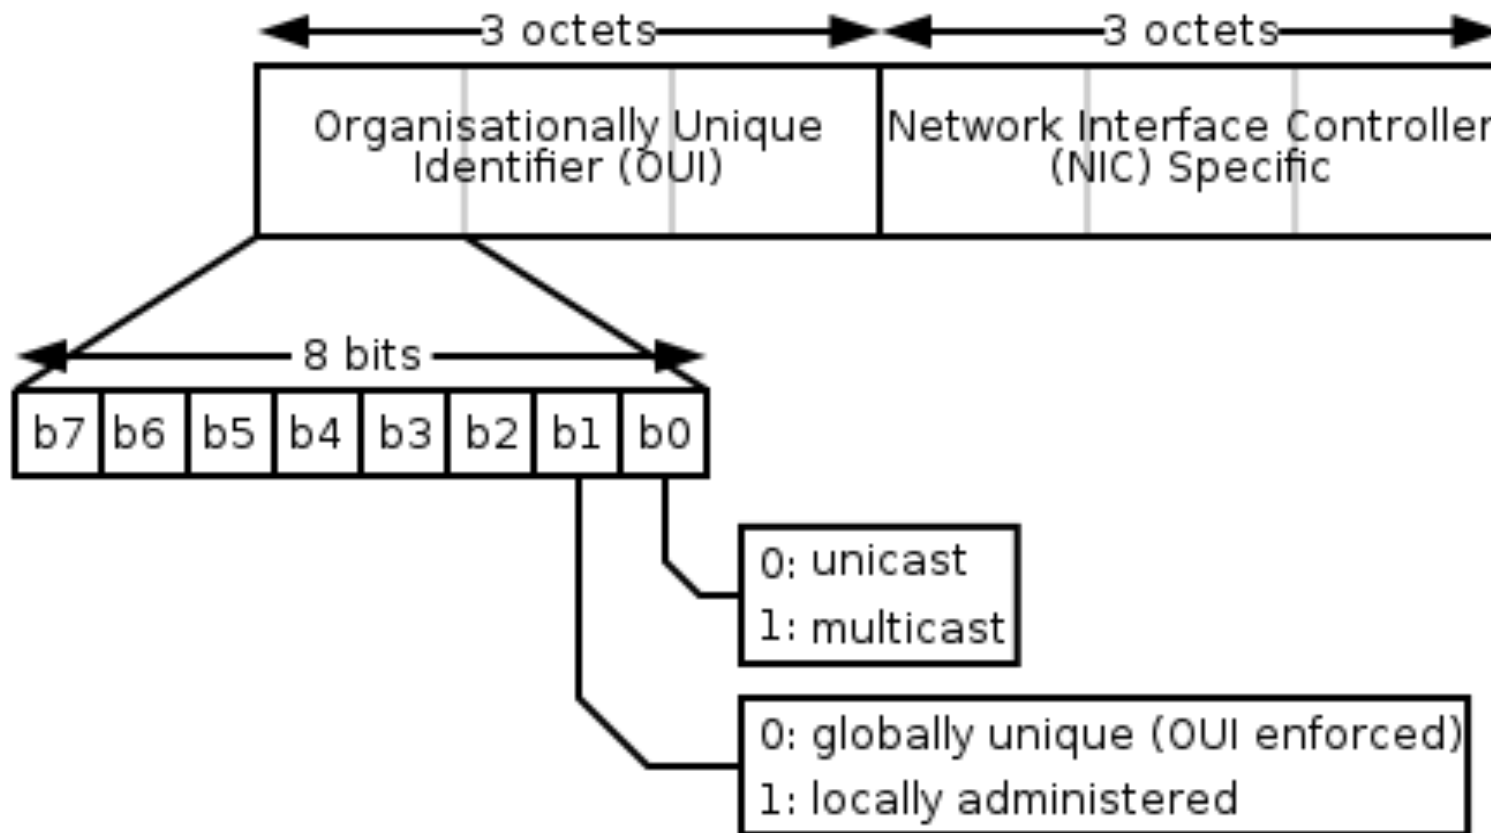 3 octets 3 octets
Organisationally Unique
Identifier (OUI)
Network Interface Controller
(NIC) Specific
8 bits
b7 b6 b5 b4 b3 b2 b1 b0
0: unicast
1: multicast
0: globally unique (OUI enforced)
1: locally administered